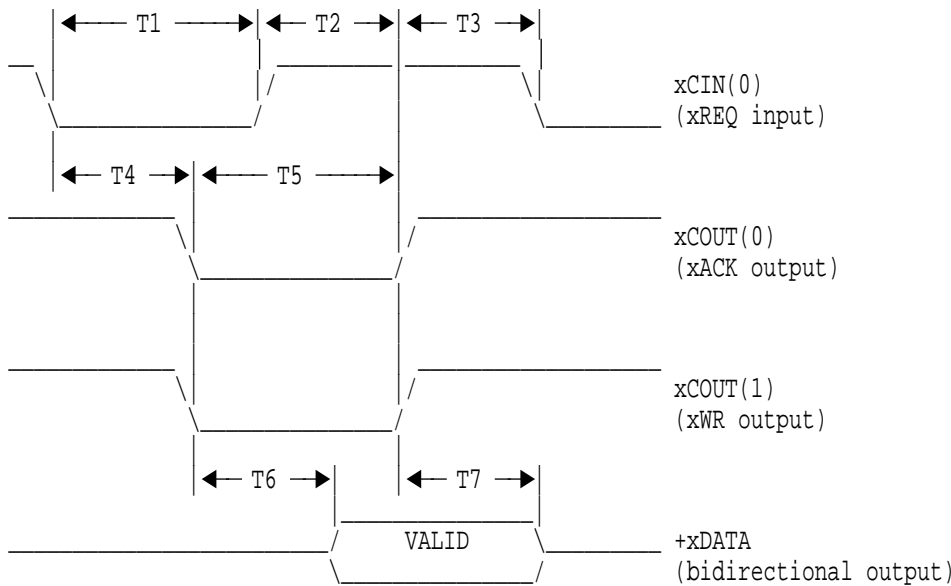 T1 T2 T3
xCIN(0)
(xREQ input)
T4 T5
xCOUT(0)
(xACK output)
xCOUT(1)
(xWR output)
T6 T7
VALID +xDATA
(bidirectional output)